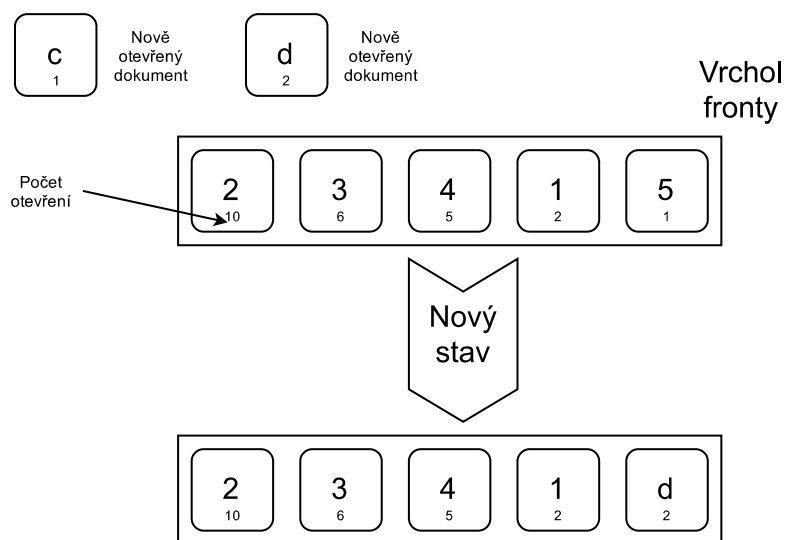 c
1
Nově
otevřený
dokument
d
2
Nově
otevřený
dokument
Vrchol
fronty
Počet
otevření
2
10
3
6
4
5
1
2
5
1
Nový
stav
2
10
3
6
4
5
1
2
d
2